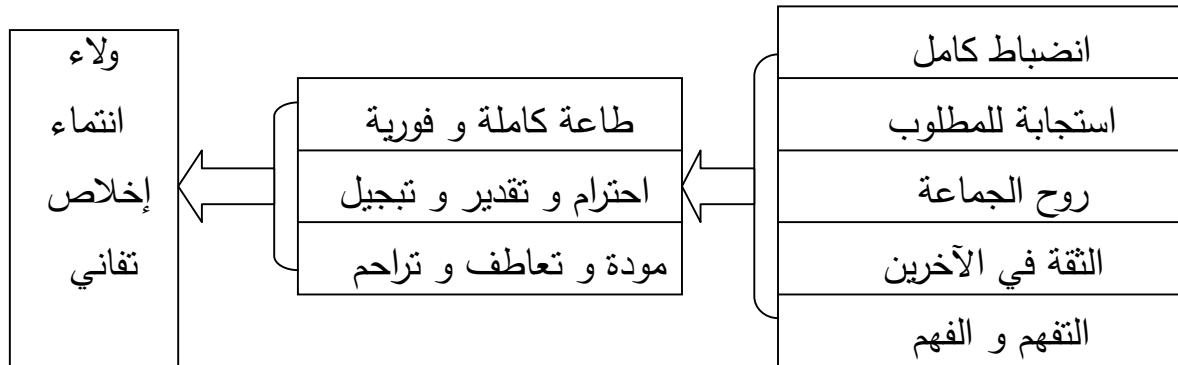 انضباط كامل
استجابة للمطلوب
روح الجماعة
الثقة في الآخرين
التفهم و الفهم
طاعة كاملة و فورية
احترام و تقدير و تبجيل
مودة و تعاطف و تراحم
ولاء
انتماء
إخلاص
تفاني